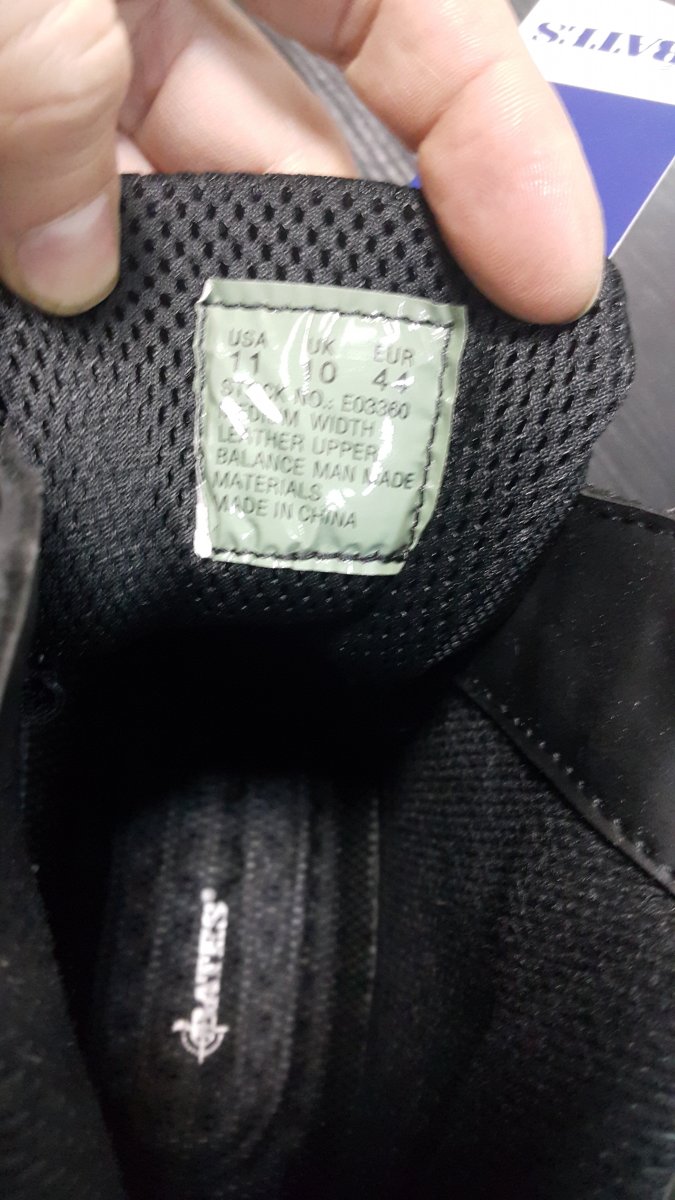 BATES
USA UK EUR
11 10 44
STOCK NO.: E03360
MEDIUM WIDTH
LEATHER UPPER
BALANCE MAN MADE
MATERIALS
MADE IN CHINA
BATES®